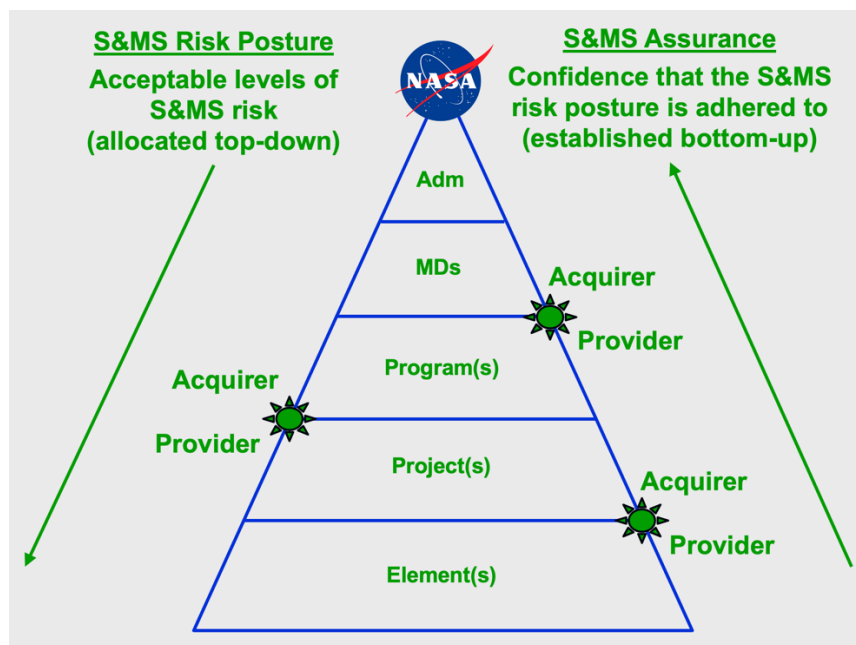 S&MS Risk Posture
Acceptable levels of
S&MS risk
(allocated top-down)
NASA
S&MS Assurance
Confidence that the S&MS
risk posture is adhered to
(established bottom-up)
Adm
MDs
Acquirer
Provider
Program(s)
Acquirer
Provider
Project(s)
Acquirer
Provider
Element(s)